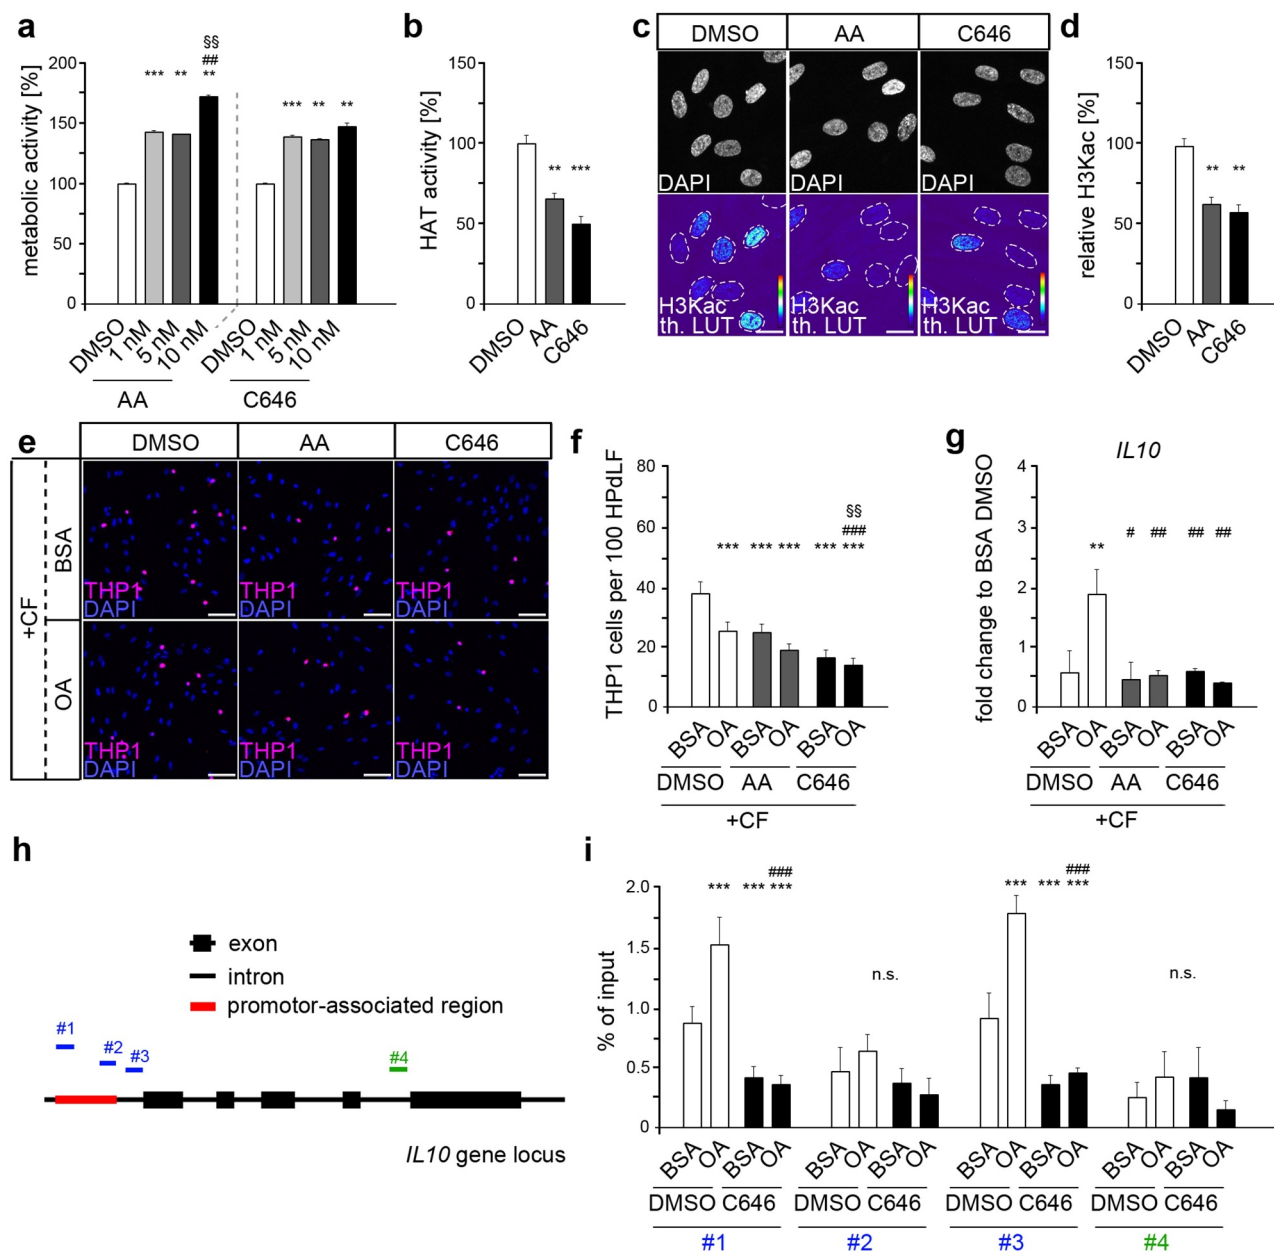 a
metabolic activity [%]
200
150
100
50
0
§§
##
*** ** **
*** ** **
DMSO 1 nM 5 nM 10 nM DMSO 1 nM 5 nM 10 nM
AA C646
b
HAT activity [%]
150
100
50
0
** ***
DMSO AA C646
c
DMSO AA C646
DAPI DAPI DAPI
H3Kac H3Kac H3Kac
th. LUT th. LUT th. LUT
d
relative H3Kac [%]
150
100
50
0
** **
DMSO AA C646
e
DMSO AA C646
+CF
BSA
THP1 THP1 THP1
DAPI DAPI DAPI
OA
THP1 THP1 THP1
DAPI DAPI DAPI
f
THP1 cells per 100 HPdLF
80
60
40
20
0
§§
###
*** *** *** *** ***
BSA OA BSA OA BSA OA
DMSO AA C646
+CF
g
IL10
fold change to BSA DMSO
4
3
2
1
0
** # ## ## ##
BSA OA BSA OA BSA OA
DMSO AA C646
+CF
h
exon
intron
promotor-associated region
#1
#2
#3
#4
IL10 gene locus
i
% of input
2.0
1.5
1.0
0.5
0
###
*** *** ***
n.s.
###
*** *** ***
n.s.
BSA OA BSA OA BSA OA BSA OA BSA OA BSA OA BSA OA BSA OA
DMSO C646 DMSO C646 DMSO C646 DMSO C646
#1 #2 #3 #4